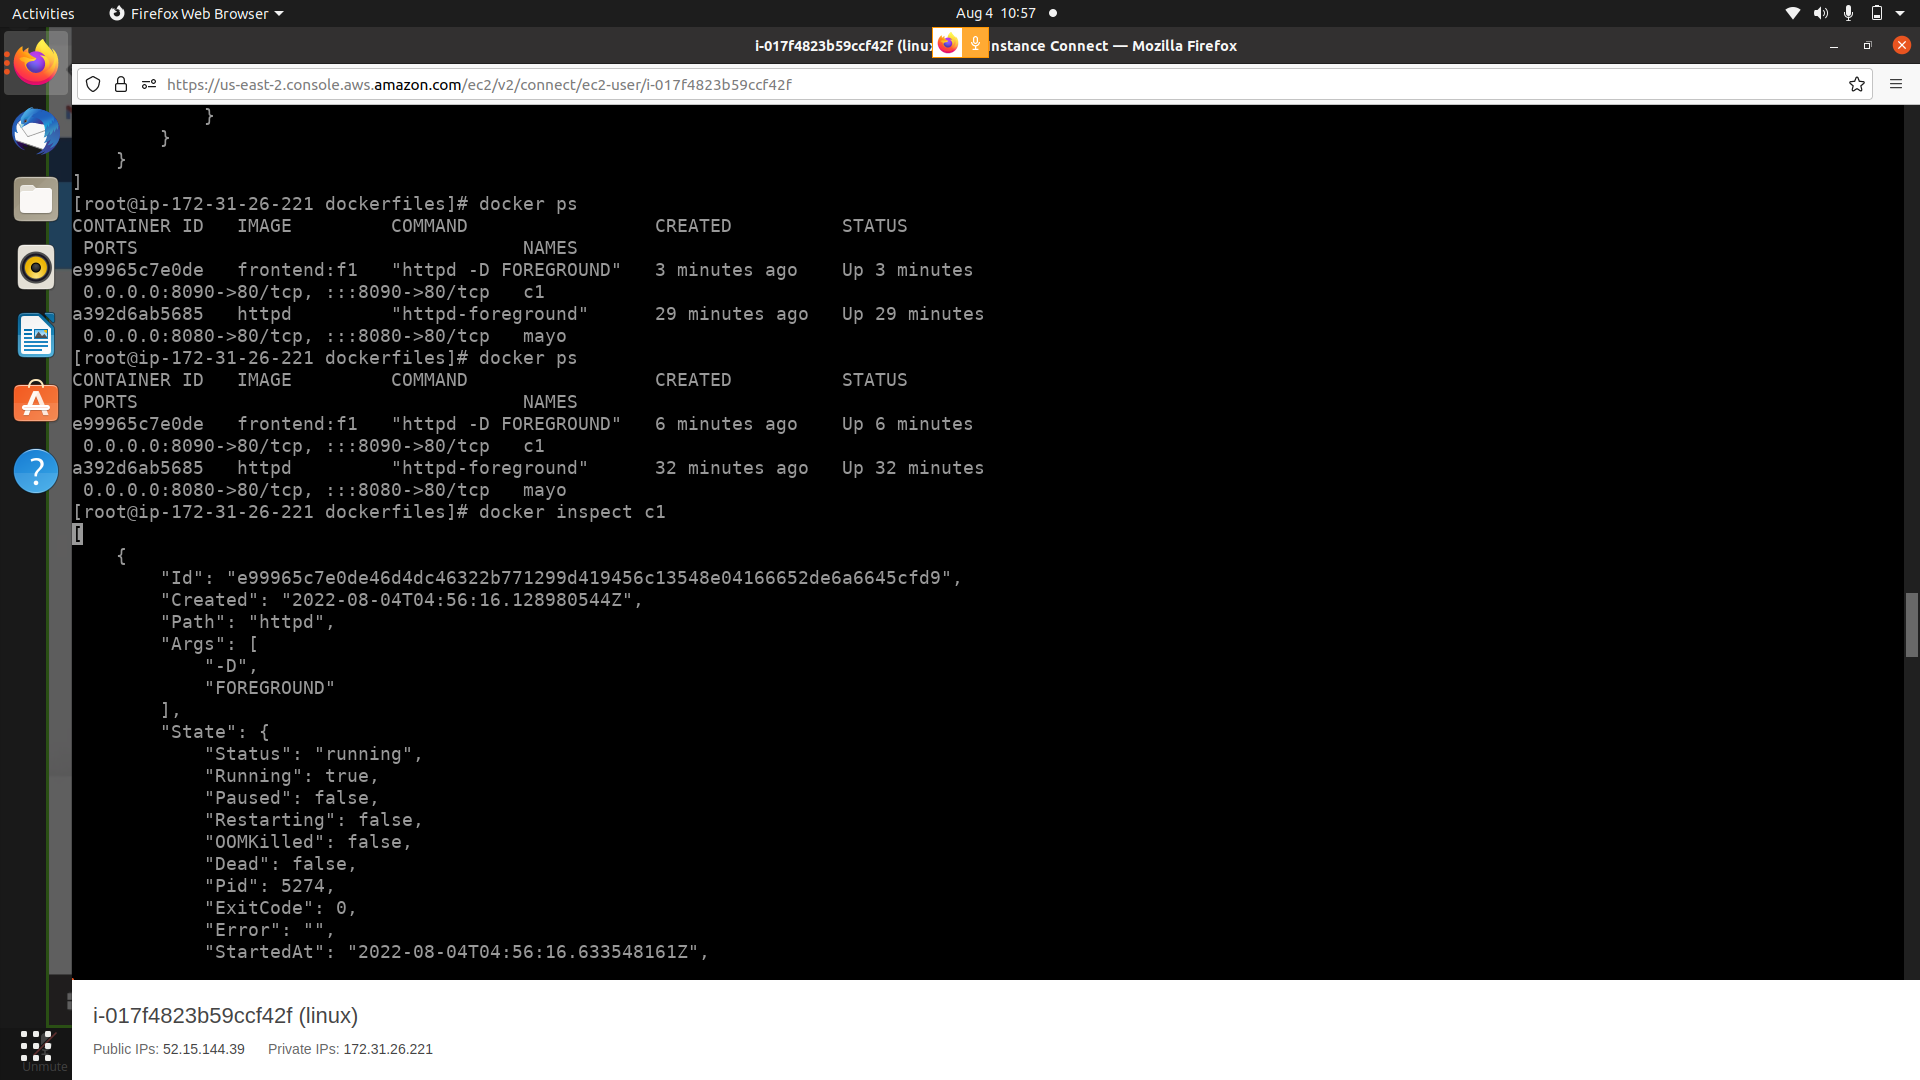 Activities
Firefox Web Browser
Aug 4 10:57
i-017f4823b59ccf42f (linux
nstance Connect — Mozilla Firefox
https://us-east-2.console.aws.amazon.com/ec2/v2/connect/ec2-user/i-017f4823b59ccf42f
}
}
}
]
[root@ip-172-31-26-221 dockerfiles]# docker ps
CONTAINER ID   IMAGE         COMMAND                 CREATED          STATUS
 PORTS                                   NAMES
e99965c7e0de   frontend:f1   "httpd -D FOREGROUND"   3 minutes ago    Up 3 minutes
 0.0.0.0:8090->80/tcp, :::8090->80/tcp   c1
a392d6ab5685   httpd         "httpd-foreground"      29 minutes ago   Up 29 minutes
 0.0.0.0:8080->80/tcp, :::8080->80/tcp   mayo
[root@ip-172-31-26-221 dockerfiles]# docker ps
CONTAINER ID   IMAGE         COMMAND                 CREATED          STATUS
 PORTS                                   NAMES
e99965c7e0de   frontend:f1   "httpd -D FOREGROUND"   6 minutes ago    Up 6 minutes
 0.0.0.0:8090->80/tcp, :::8090->80/tcp   c1
a392d6ab5685   httpd         "httpd-foreground"      32 minutes ago   Up 32 minutes
 0.0.0.0:8080->80/tcp, :::8080->80/tcp   mayo
[root@ip-172-31-26-221 dockerfiles]# docker inspect c1
[
    {
        "Id": "e99965c7e0de46d4dc46322b771299d419456c13548e04166652de6a6645cfd9",
        "Created": "2022-08-04T04:56:16.128980544Z",
        "Path": "httpd",
        "Args": [
            "-D",
            "FOREGROUND"
        ],
        "State": {
            "Status": "running",
            "Running": true,
            "Paused": false,
            "Restarting": false,
            "OOMKilled": false,
            "Dead": false,
            "Pid": 5274,
            "ExitCode": 0,
            "Error": "",
            "StartedAt": "2022-08-04T04:56:16.633548161Z",
i-017f4823b59ccf42f (linux)
Public IPs: 52.15.144.39 Private IPs: 172.31.26.221
Unmute